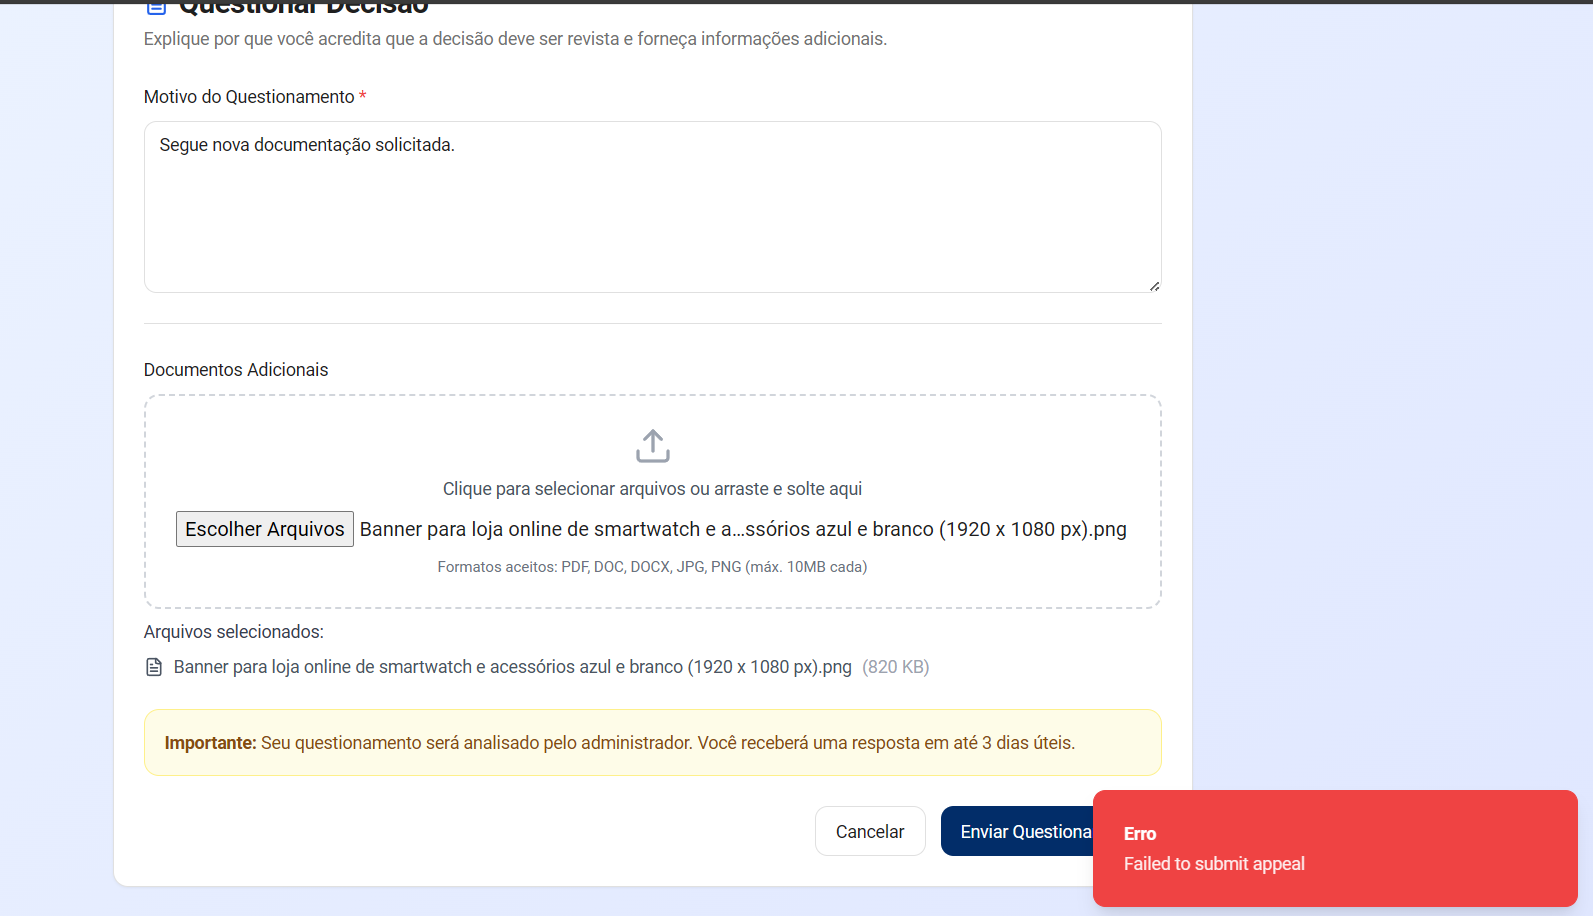 Questionar Decisão
Explique por que você acredita que a decisão deve ser revista e forneça informações adicionais.
Motivo do Questionamento *
Segue nova documentação solicitada.
Documentos Adicionais
Clique para selecionar arquivos ou arraste e solte aqui
Escolher Arquivos Banner para loja online de smartwatch e a...ssórios azul e branco (1920 x 1080 px).png
Formatos aceitos: PDF, DOC, DOCX, JPG, PNG (máx. 10MB cada)
Arquivos selecionados:
Banner para loja online de smartwatch e acessórios azul e branco (1920 x 1080 px).png (820 KB)
Importante: Seu questionamento será analisado pelo administrador. Você receberá uma resposta em até 3 dias úteis.
Cancelar
Enviar Questiona
Erro
Failed to submit appeal